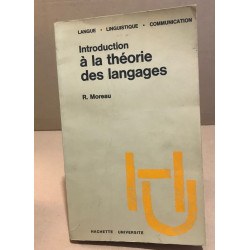 LANGUE • LINGUISTIQUE • COMMUNICATION
Introduction
à la théorie
des langages
R. Moreau
HACHETTE UNIVERSITÉ